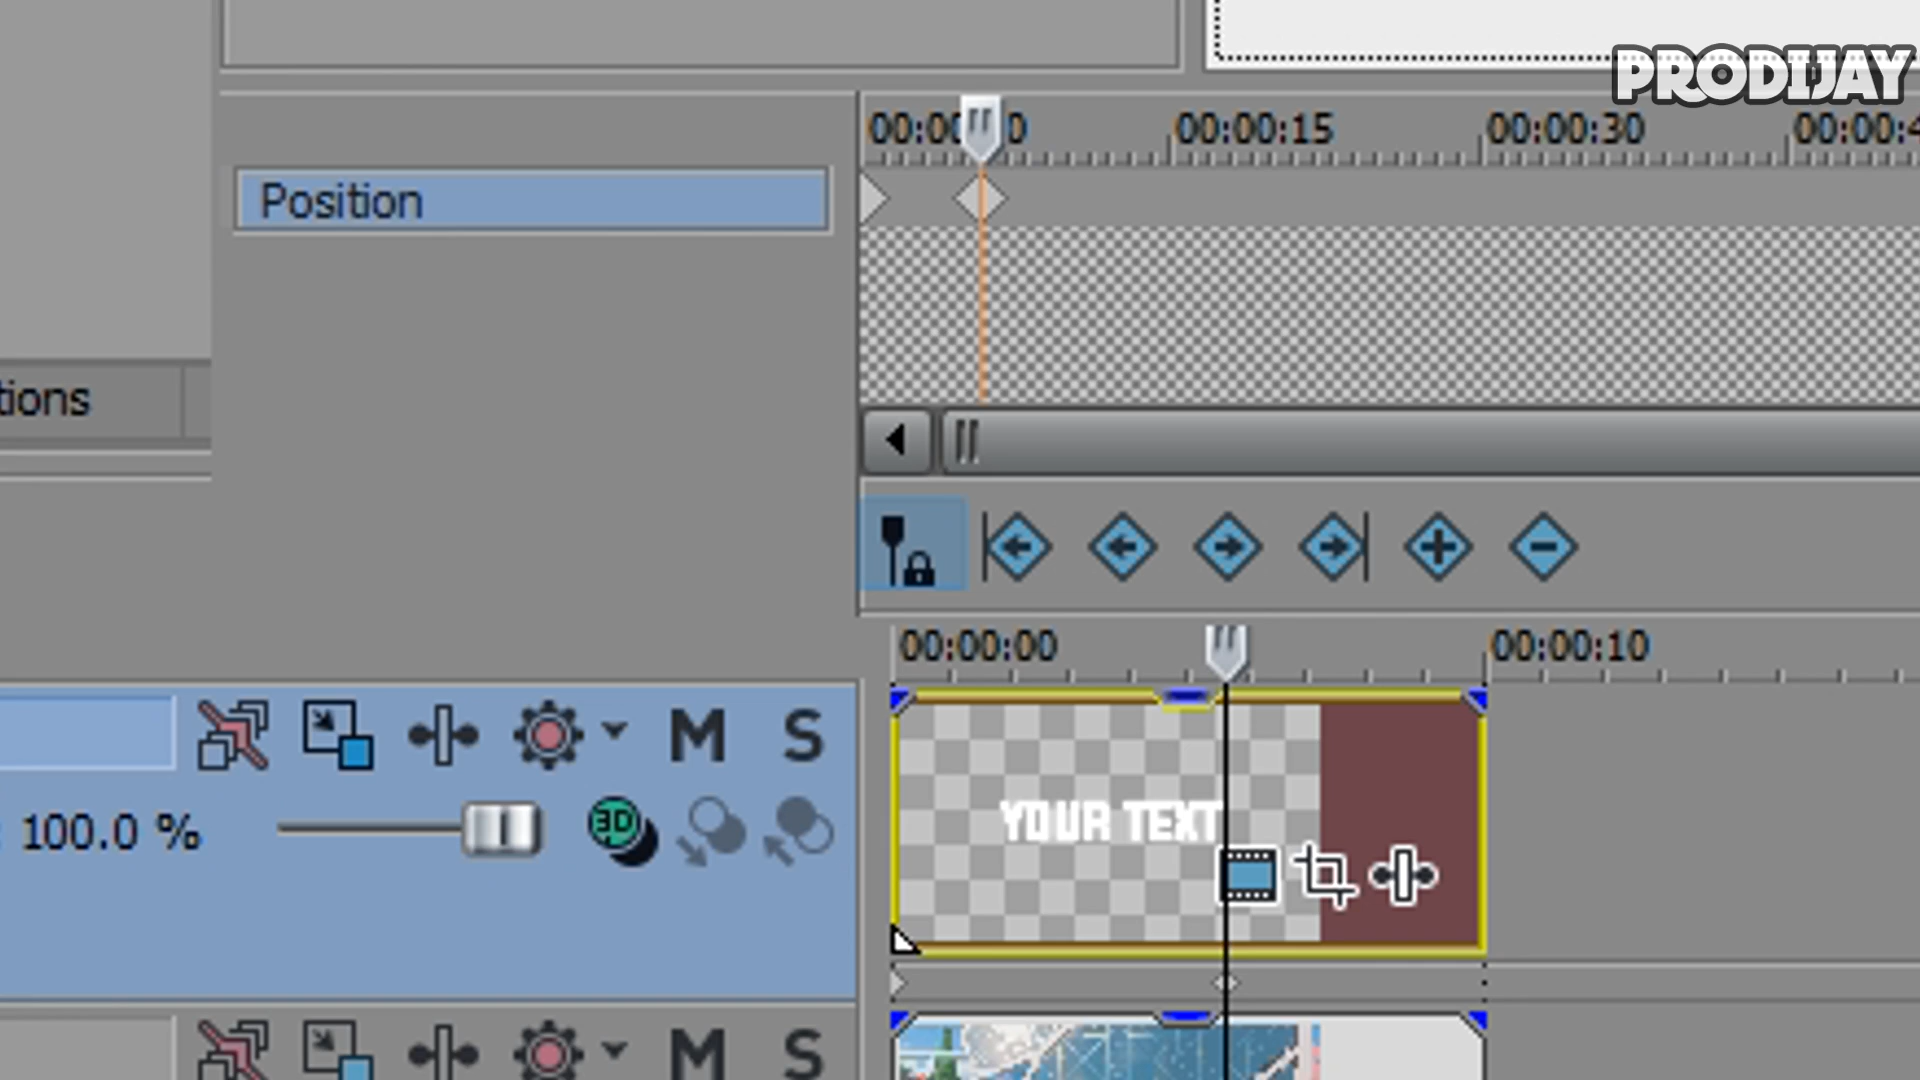 PRODIJAY
00:00:15
00:00:30
Position
tions
00:00:00
00:00:10
M
S
100.0 %
3D
YOUR TEXT
M
S